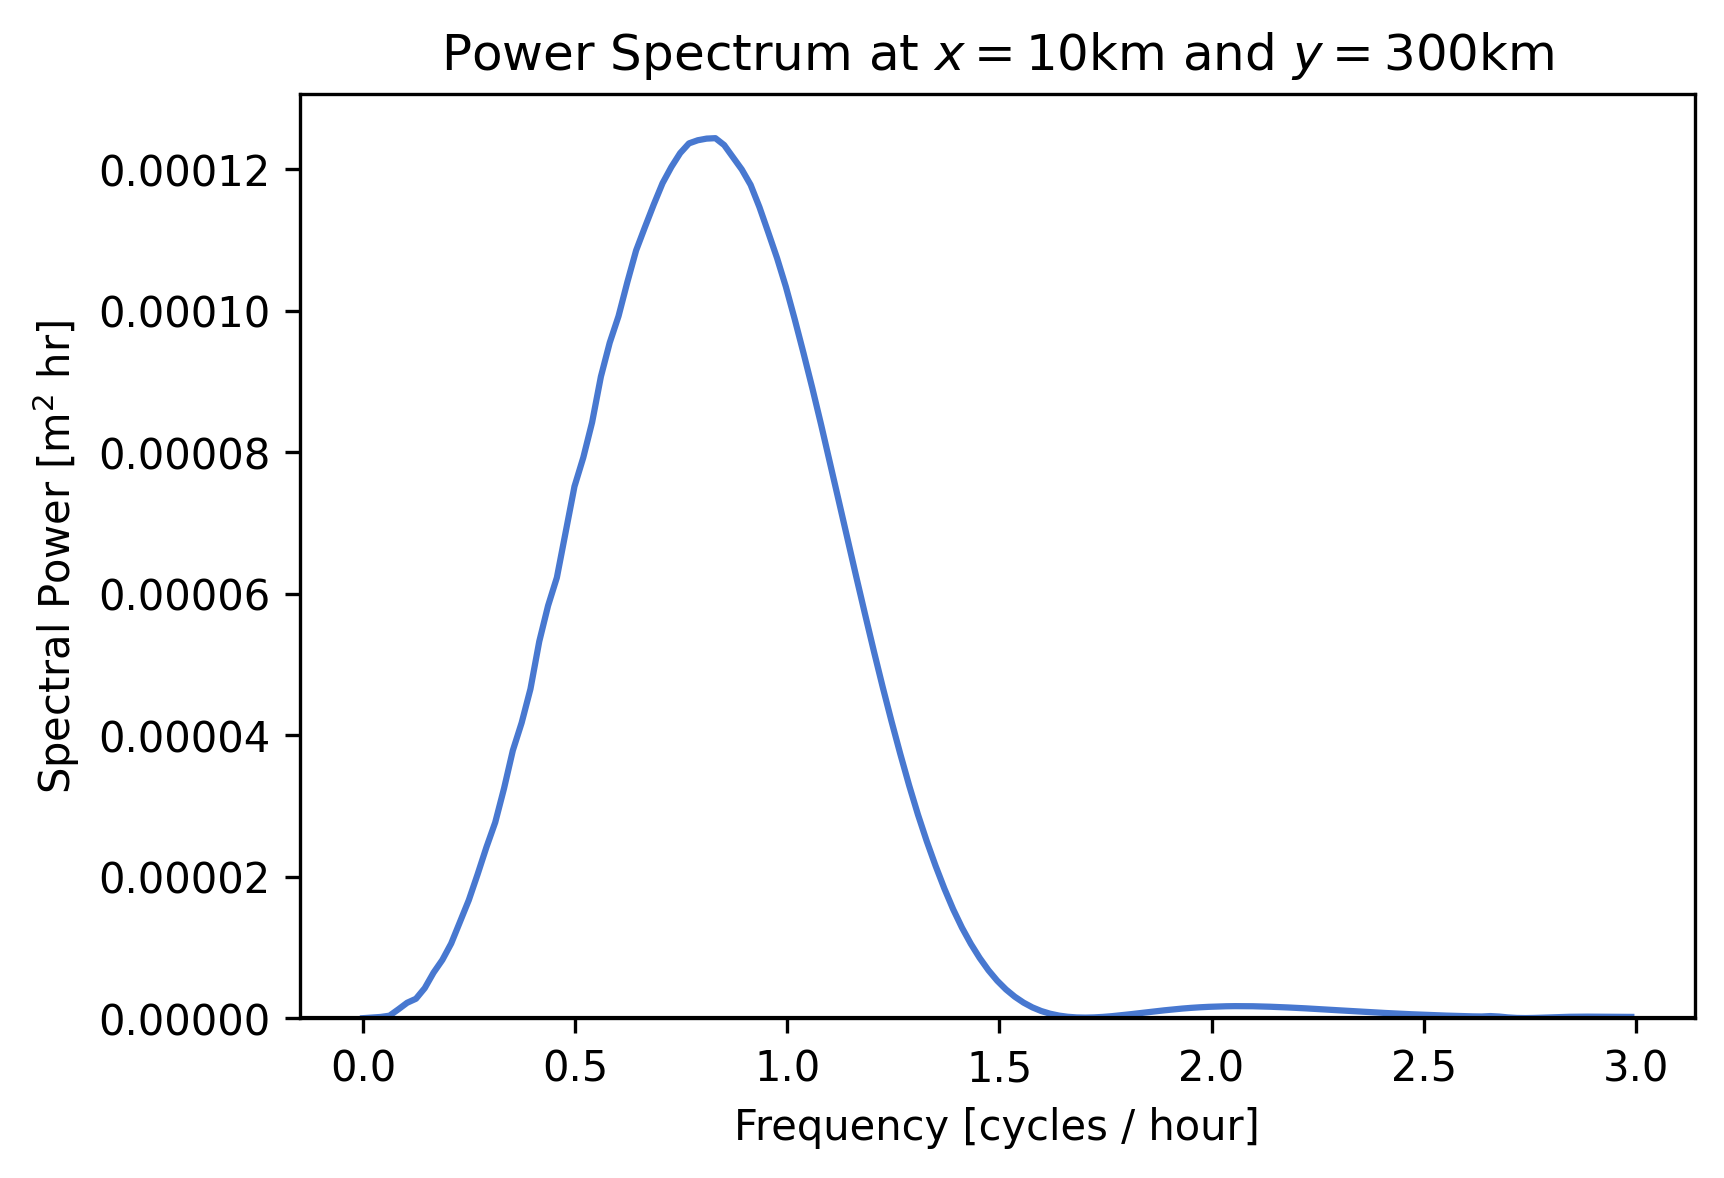 Power Spectrum at x = 10km and y = 300km
0.00012
0.00010
0.00008
0.00006
0.00004
0.00002
0.00000
Spectral Power [m² hr]
0.0 0.5 1.0 1.5 2.0 2.5 3.0
Frequency [cycles / hour]